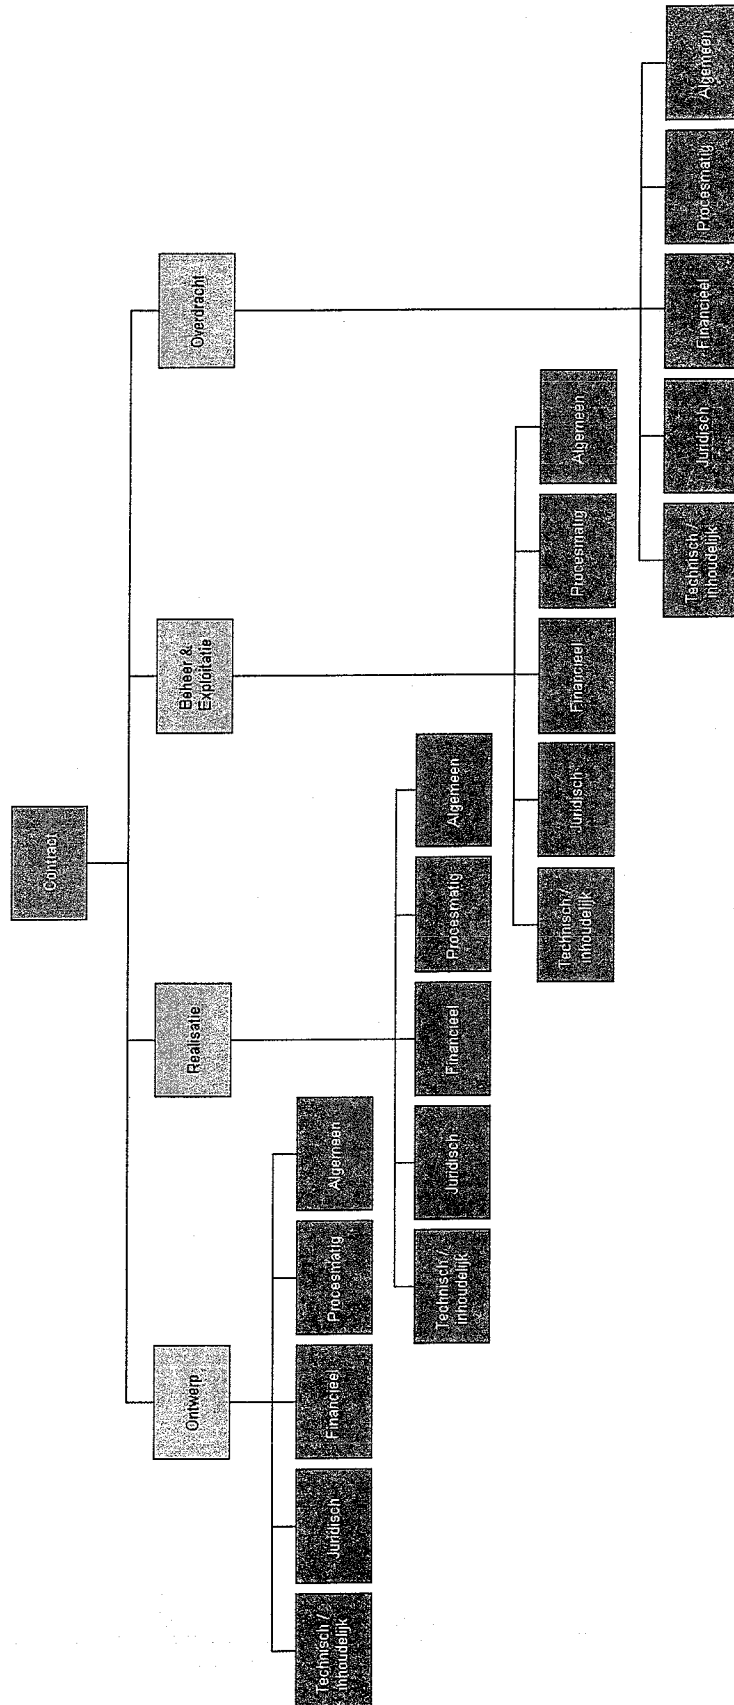 Contract
Ontwerp
Realisatie
Beheer &
Exploitatie
Overdracht
Technisch /
inhoudelijk
Juridisch
Financieel
Procesmatig
Algemeen
Technisch /
inhoudelijk
Juridisch
Financieel
Procesmatig
Algemeen
Technisch /
inhoudelijk
Juridisch
Financieel
Procesmatig
Algemeen
Technisch /
inhoudelijk
Juridisch
Financieel
Procesmatig
Algemeen